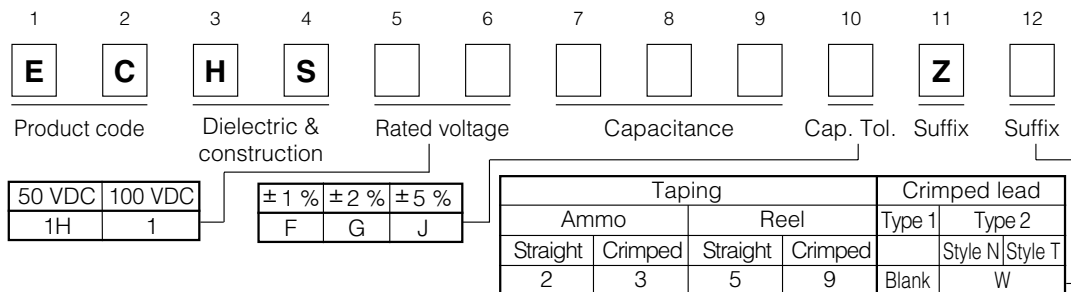 1 2 3 4 5 6 7 8 9 10 11 12
E C H S Z
Product code Dielectric & Rated voltage Capacitance Cap. Tol. Suffix Suffix
construction
50 VDC 100 VDC ±1 % ±2 % ±5 % Taping Crimped lead
1H 1 F G J Ammo Reel Type 1 Type 2
Straight Crimped Straight Crimped Style N Style T
2 3 5 9 Blank W